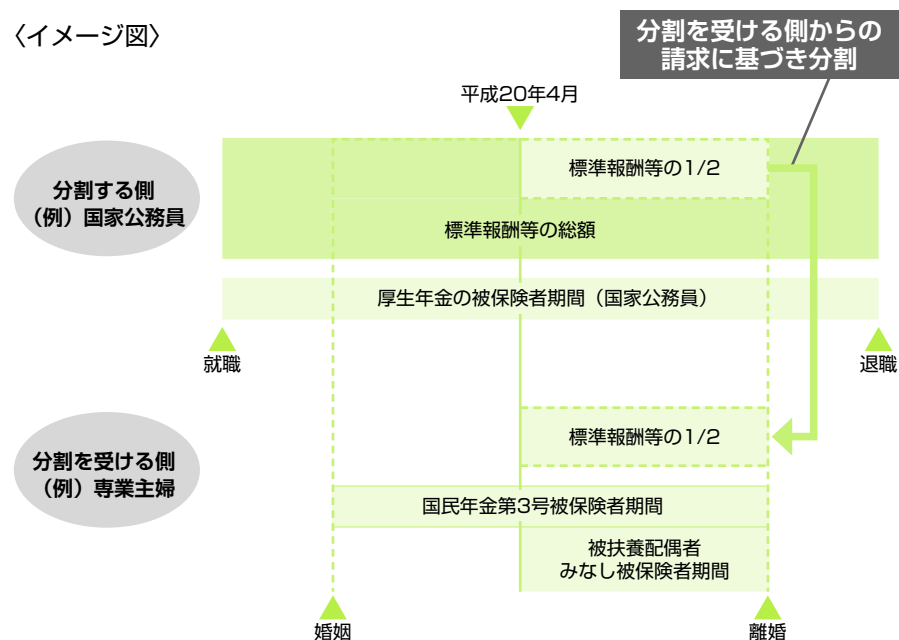 〈イメージ図〉
分割を受ける側からの
請求に基づき分割
平成20年4月
分割する側
（例）国家公務員
標準報酬等の1/2
標準報酬等の総額
厚生年金の被保険者期間（国家公務員）
就職
退職
分割を受ける側
（例）専業主婦
標準報酬等の1/2
国民年金第3号被保険者期間
被扶養配偶者
みなし被保険者期間
婚姻
離婚